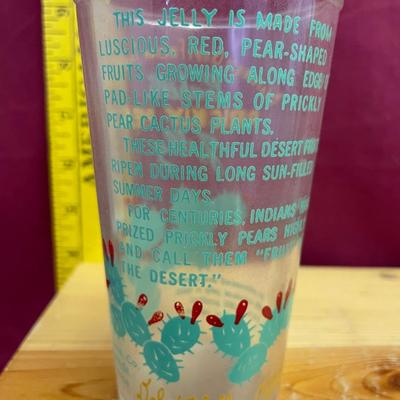 THIS JELLY IS MADE FROM
LUSCIOUS, RED, PEAR-SHAPED
FRUITS GROWING ALONG EDGE
PAD-LIKE STEMS OF PRICKLY
PEAR CACTUS PLANTS.
THESE HEALTHFUL DESERT
RIPEN DURING LONG SUN-FILLED
SUMMER DAYS.
FOR CENTURIES, INDIANS
PRIZED PRICKLY PEARS
AND CALL THEM
THE DESERT."